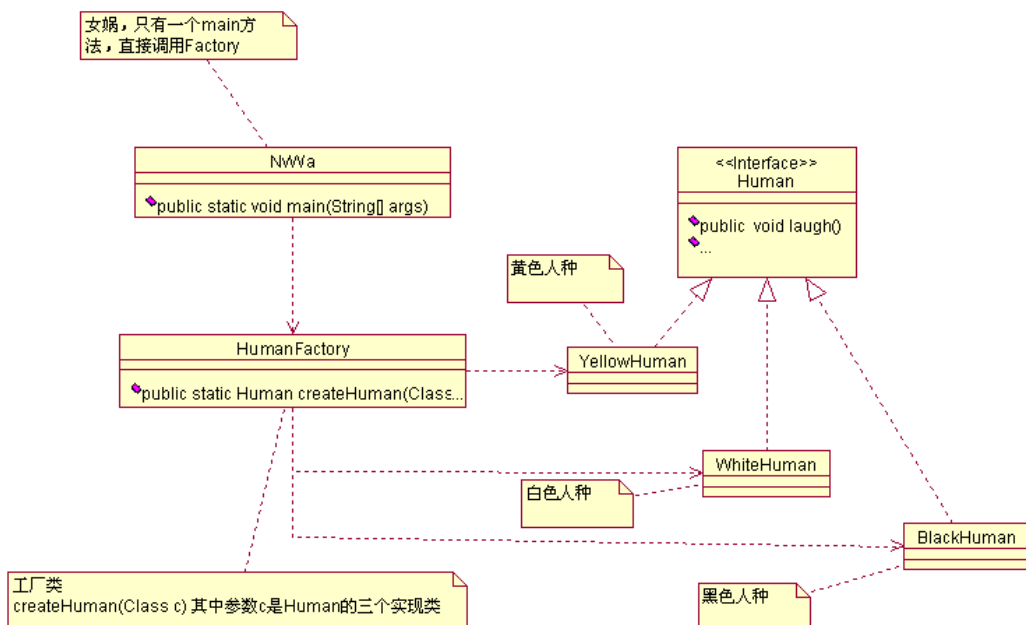 女娲，只有一个main方
法，直接调用Factory
NvWa
public static void main(String[] args)
<<Interface>>
Human
public void laugh()
...
黄色人种
HumanFactory
public static Human createHuman(Class...
YellowHuman
WhiteHuman
白色人种
BlackHuman
工厂类
createHuman(Class c) 其中参数c是Human的三个实现类
黑色人种